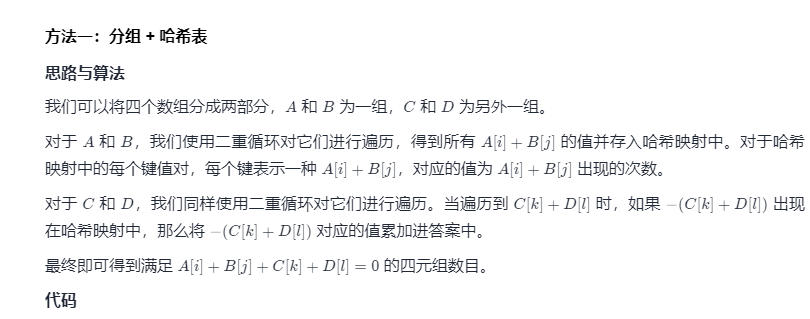 方法一：分组 + 哈希表
思路与算法
我们可以将四个数组分成两部分，A 和 B 为一组，C 和 D 为另外一组。
对于 A 和 B，我们使用二重循环对它们进行遍历，得到所有 A[i] + B[j] 的值并存入哈希映射中。对于哈希
映射中的每个键值对，每个键表示一种 A[i] + B[j]，对应的值为 A[i] + B[j] 出现的次数。
对于 C 和 D，我们同样使用二重循环对它们进行遍历。当遍历到 C[k] + D[l] 时，如果 −(C[k] + D[l]) 出现
在哈希映射中，那么将 −(C[k] + D[l]) 对应的值累加进答案中。
最终即可得到满足 A[i] + B[j] + C[k] + D[l] = 0 的四元组数目。
代码